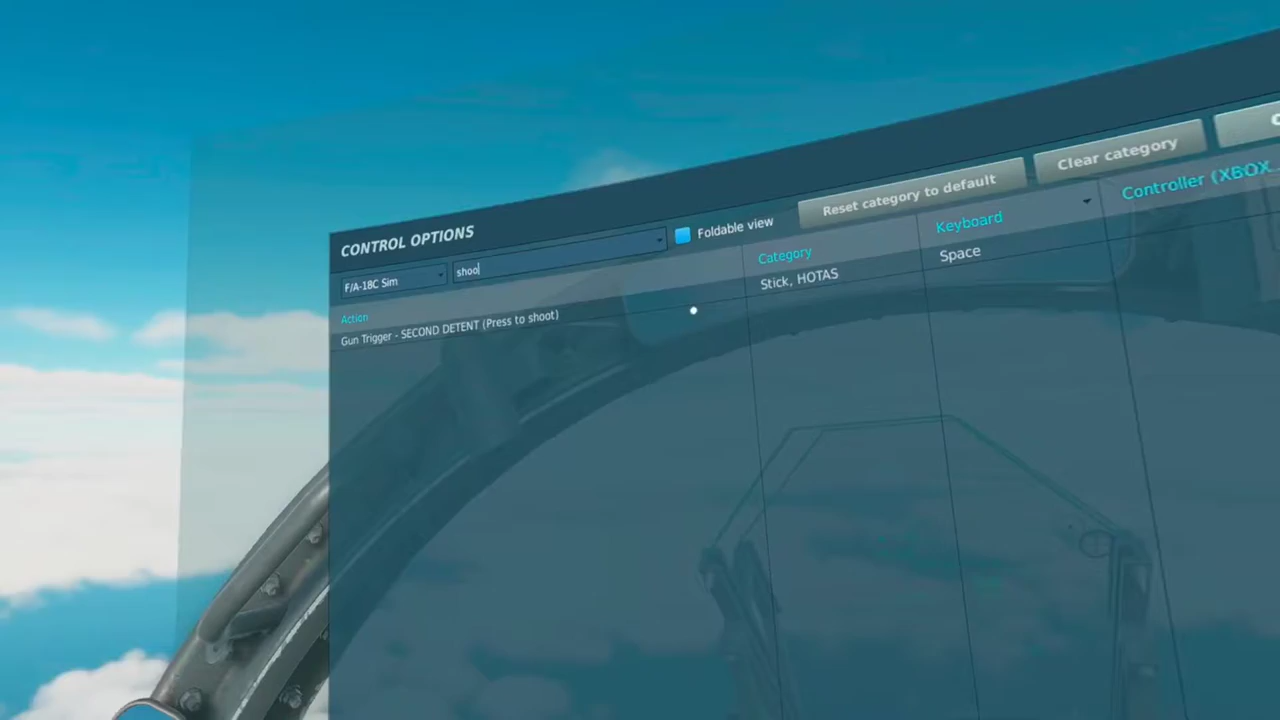 CONTROL OPTIONS
F/A-18C Sim
shoo
Foldable view
Reset category to default
Clear category
Action
Category
Keyboard
Controller (XBOX...
Gun Trigger - SECOND DETENT (Press to shoot)
Stick, HOTAS
Space